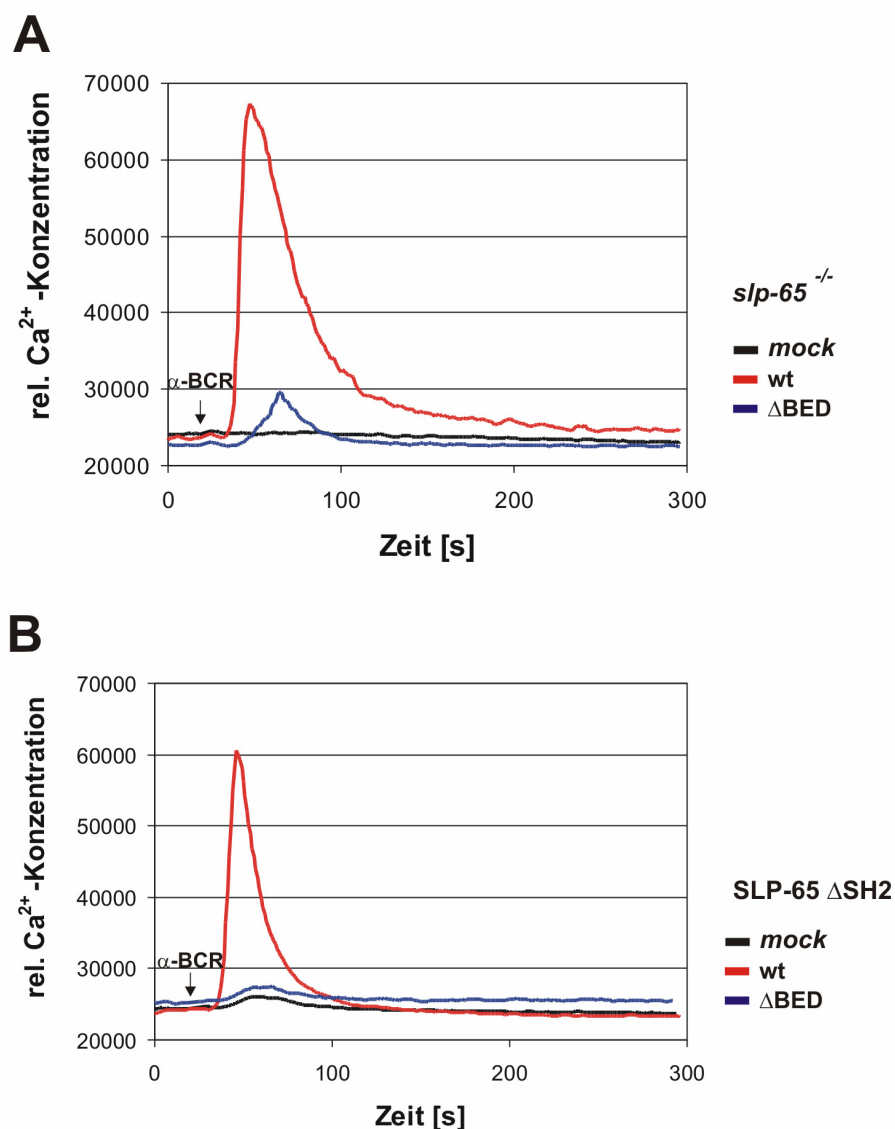 A
rel. Ca²⁺-Konzentration
70000
60000
50000
40000
30000
20000
α-BCR
0
100
200
300
Zeit [s]
slp-65 -/-
mock
wt
ΔBED
B
rel. Ca²⁺-Konzentration
70000
60000
50000
40000
30000
20000
α-BCR
0
100
200
300
Zeit [s]
SLP-65 ΔSH2
mock
wt
ΔBED